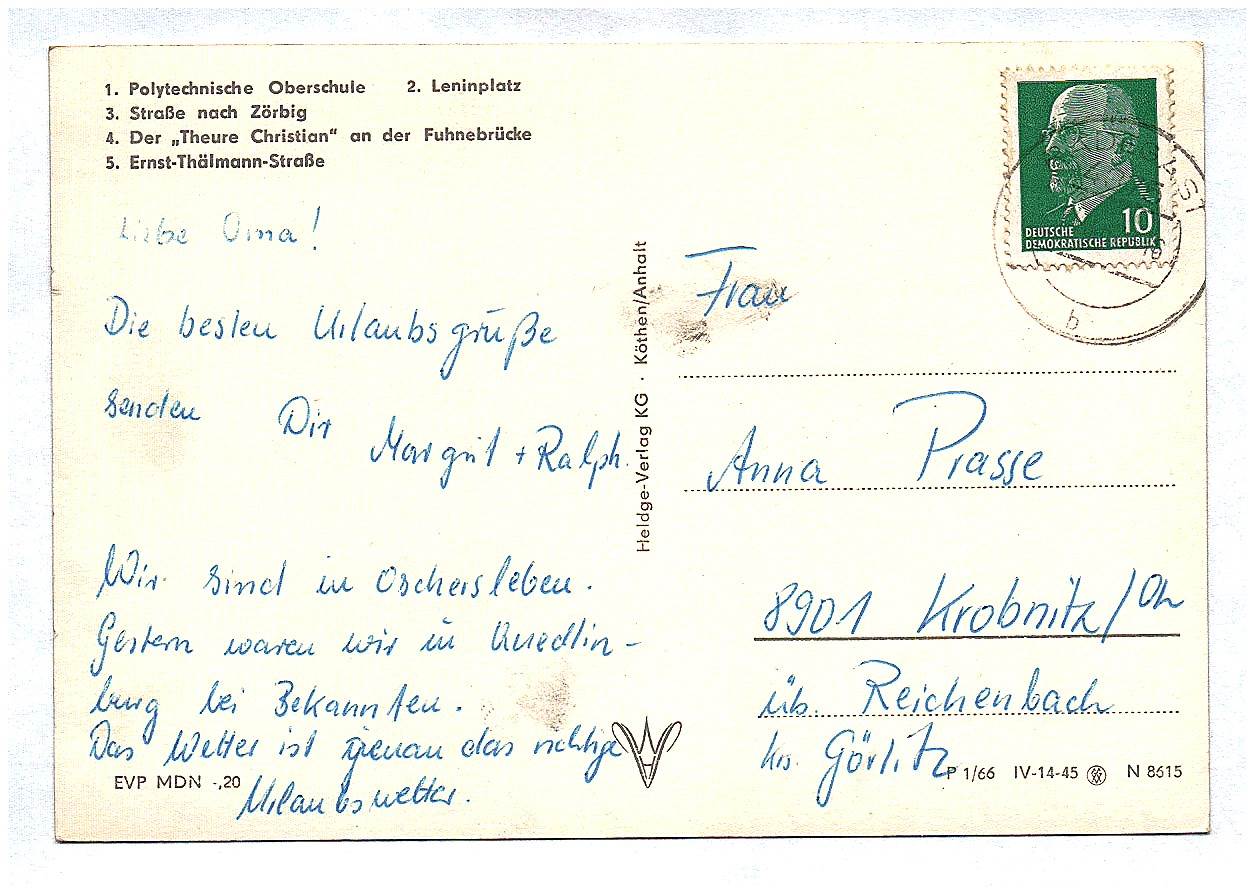 1. Polytechnische Oberschule 2. Leninplatz
3. Straße nach Zörbig
4. Der „Theure Christian“ an der Fuhnebrücke
5. Ernst-Thälmann-Straße
Liebe Oma!
Die besten Urlaubsgrüße
senden Dir Margrit + Ralph.
Wir sind in Oschersleben.
Gestern waren wir in Quedlin-
burg bei Bekannten.
Das Wetter ist genau das richtige
Urlaubswetter.
EVP MDN -,20
Heldge-Verlag KG · Köthen/Anhalt
10
DEUTSCHE
DEMOKRATISCHE REPUBLIK
b
Frau
Anna Prasse
8901 Krobnitz/OL
üb. Reichenbach
Krs. Görlitz
P 1/66 IV-14-45 N 8615